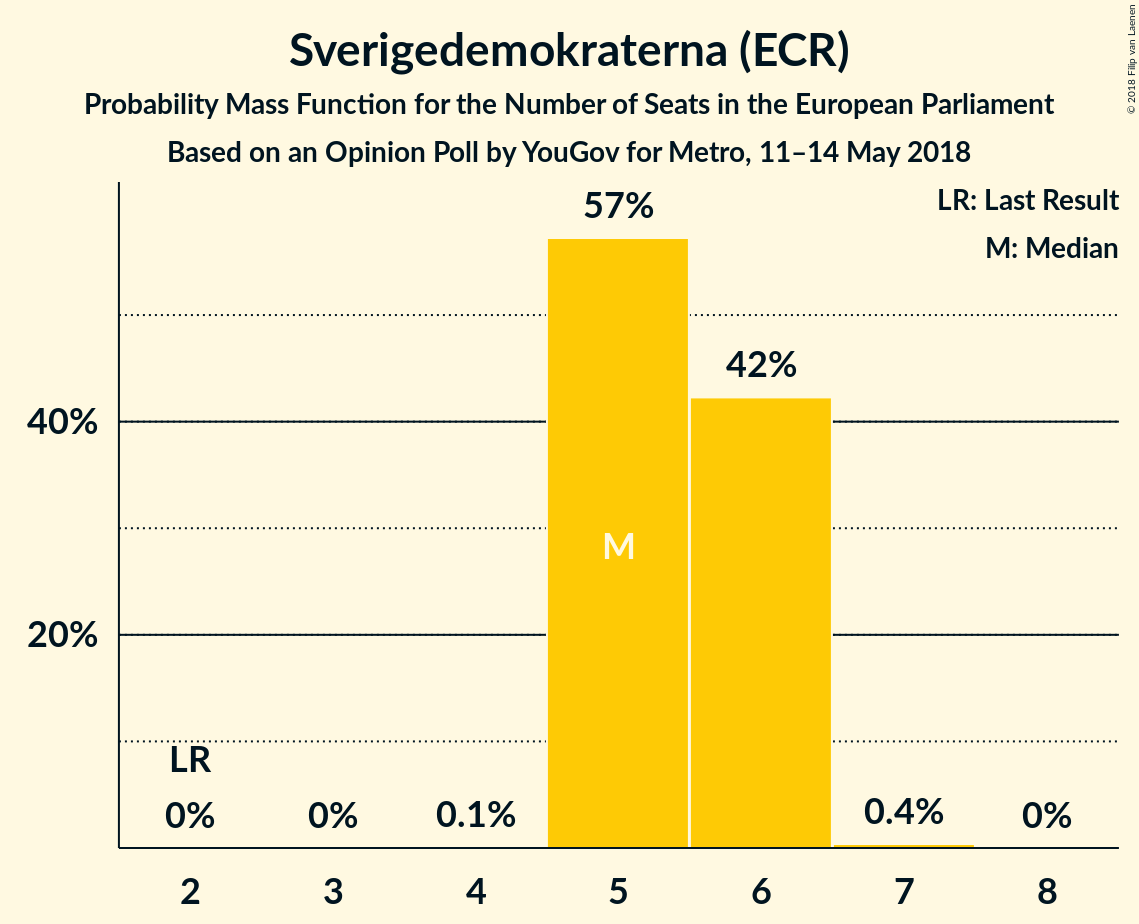 Sverigedemokraterna (ECR)
Probability Mass Function for the Number of Seats in the European Parliament
Based on an Opinion Poll by YouGov for Metro, 11–14 May 2018
© 2018 Filip van Laenen
LR: Last Result
M: Median
57%
42%
40%
M
20%
LR
0%
0%
0.1%
0.4%
0%
2 3 4 5 6 7 8